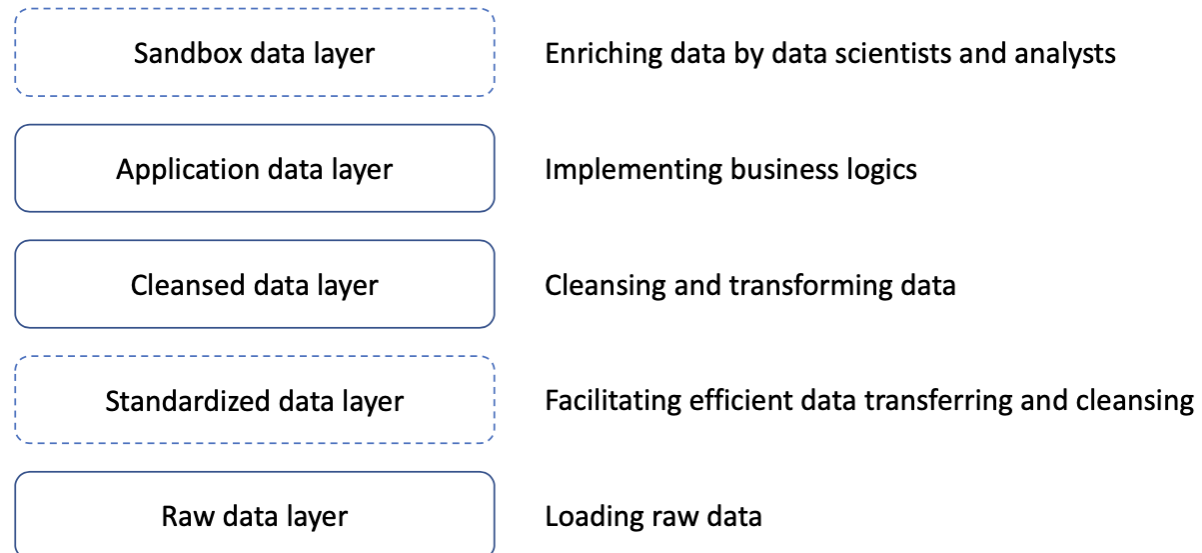 Sandbox data layer
Enriching data by data scientists and analysts
Application data layer
Implementing business logics
Cleansed data layer
Cleansing and transforming data
Standardized data layer
Facilitating efficient data transferring and cleansing
Raw data layer
Loading raw data